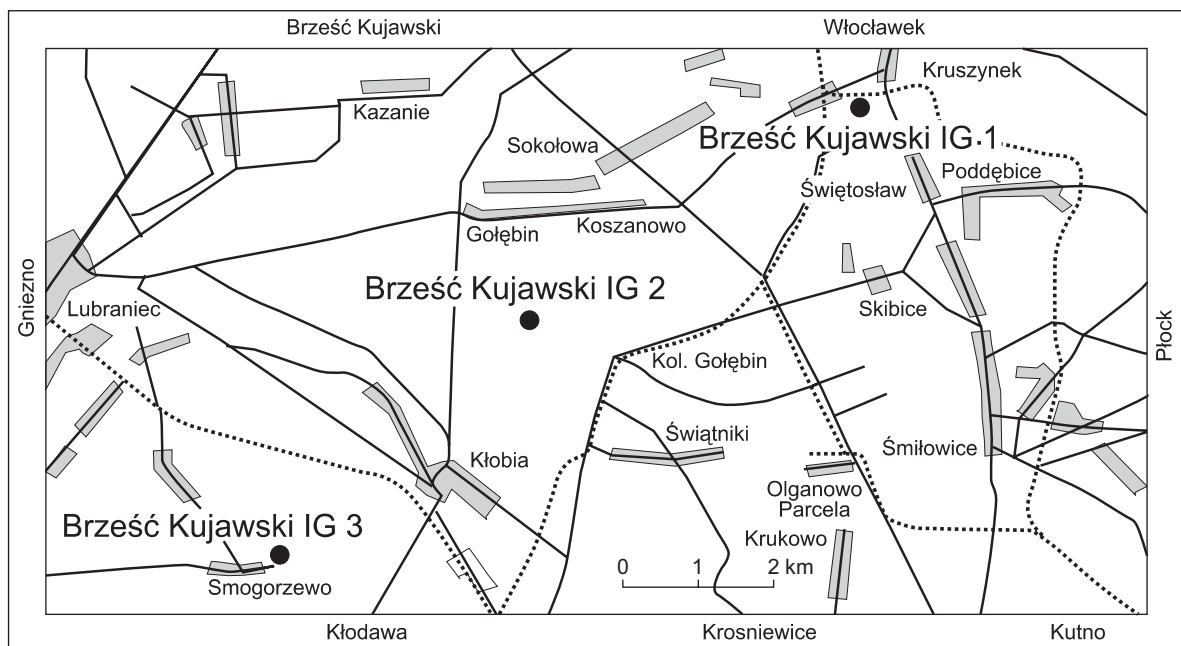 Brześć Kujawski
Włocławek
Kruszynek
Kazanie
Brześć Kujawski IG 1
Sokołowa
Poddębice
Świętosław
Gołębin
Koszanowo
Gniezno
Brześć Kujawski IG 2
Lubraniec
Skibice
Płock
Kol. Gołębin
Świątniki
Śmiłowice
Kłobia
Olganowo
Parcela
Brześć Kujawski IG 3
Krukowo
0 1 2 km
Smogorzewo
Kłodawa
Krosniewice
Kutno